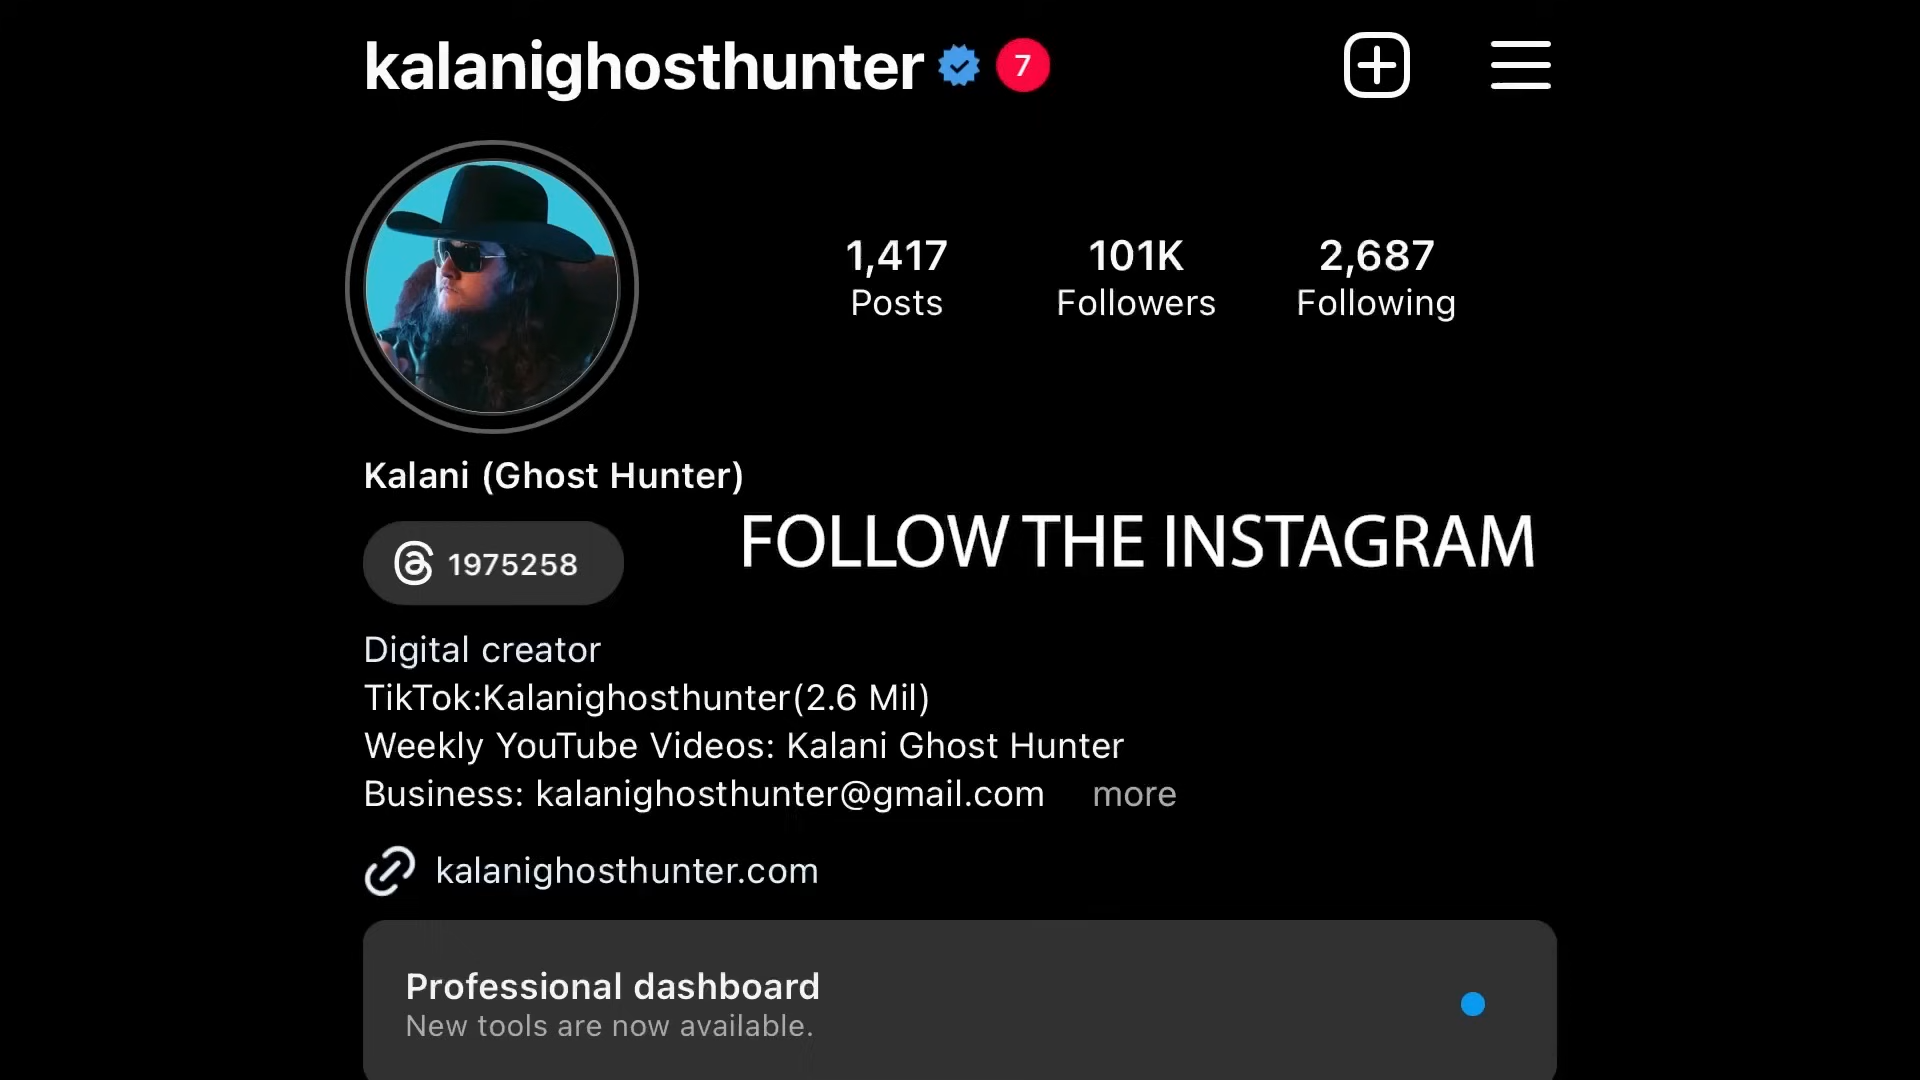 kalanighosthunter 7
1,417 101K 2,687
Posts Followers Following
Kalani (Ghost Hunter)
FOLLOW THE INSTAGRAM
1975258
Digital creator
TikTok:Kalanighosthunter(2.6 Mil)
Weekly YouTube Videos: Kalani Ghost Hunter
Business: kalanighosthunter@gmail.com more
kalanighosthunter.com
Professional dashboard
New tools are now available.